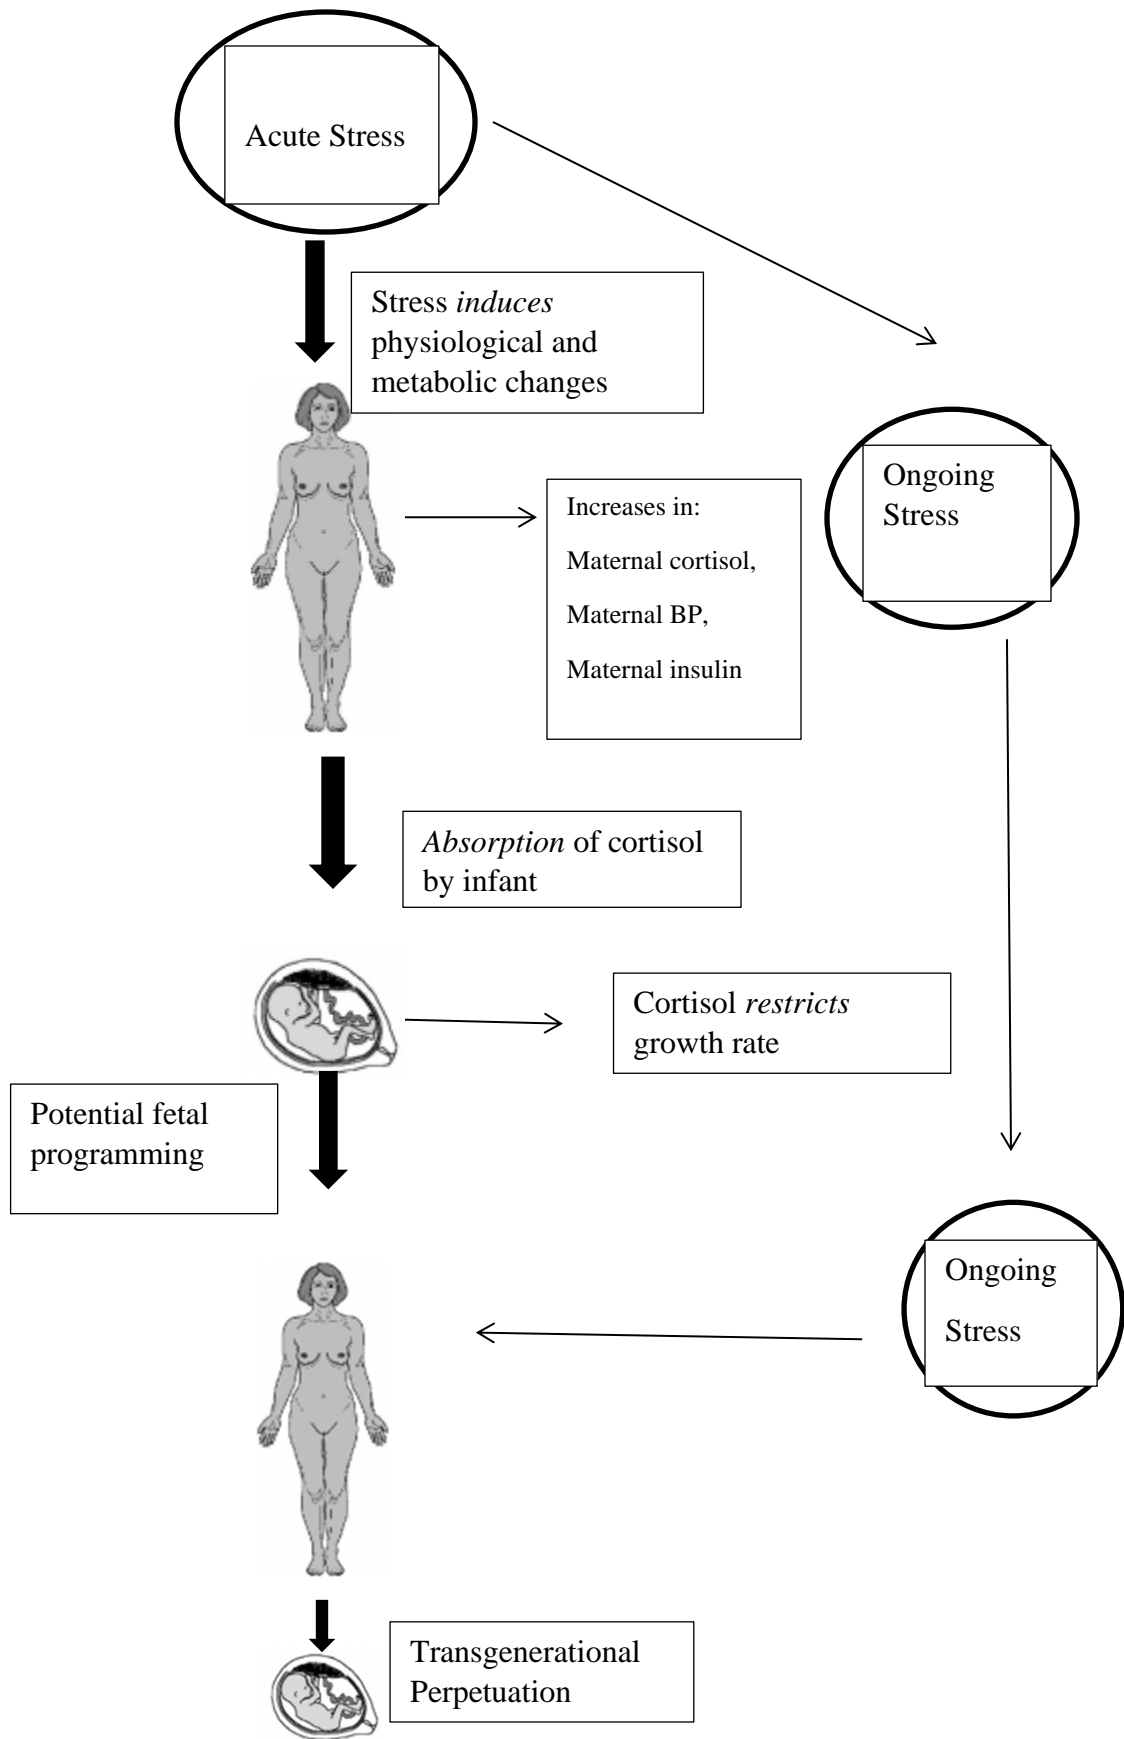 Acute Stress
Stress induces
physiological and
metabolic changes
Ongoing
Stress
Increases in:
Maternal cortisol,
Maternal BP,
Maternal insulin
Absorption of cortisol
by infant
Cortisol restricts
growth rate
Potential fetal
programming
Ongoing
Stress
Transgenerational
Perpetuation